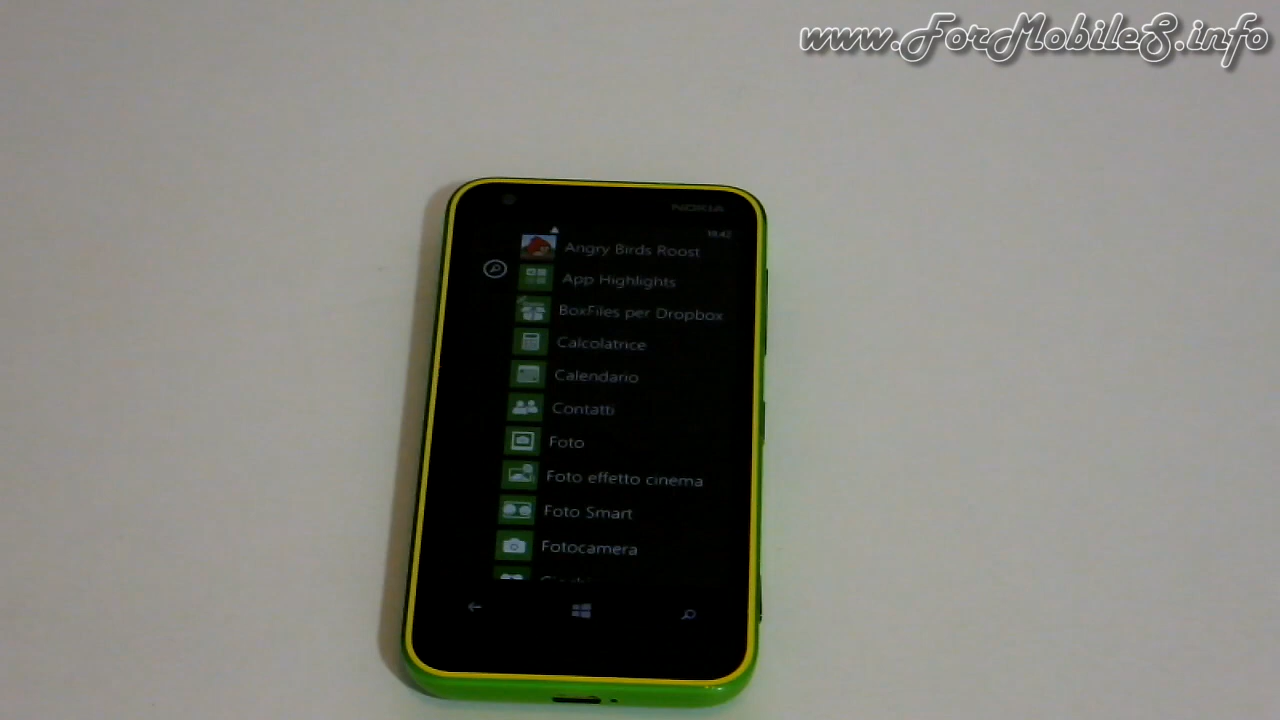 www.ForMobileS.info
NOKIA
18:42
Angry Birds Roost
App Highlights
BoxFiles per Dropbox
Calcolatrice
Calendario
Contatti
Foto
Foto effetto cinema
Foto Smart
Fotocamera